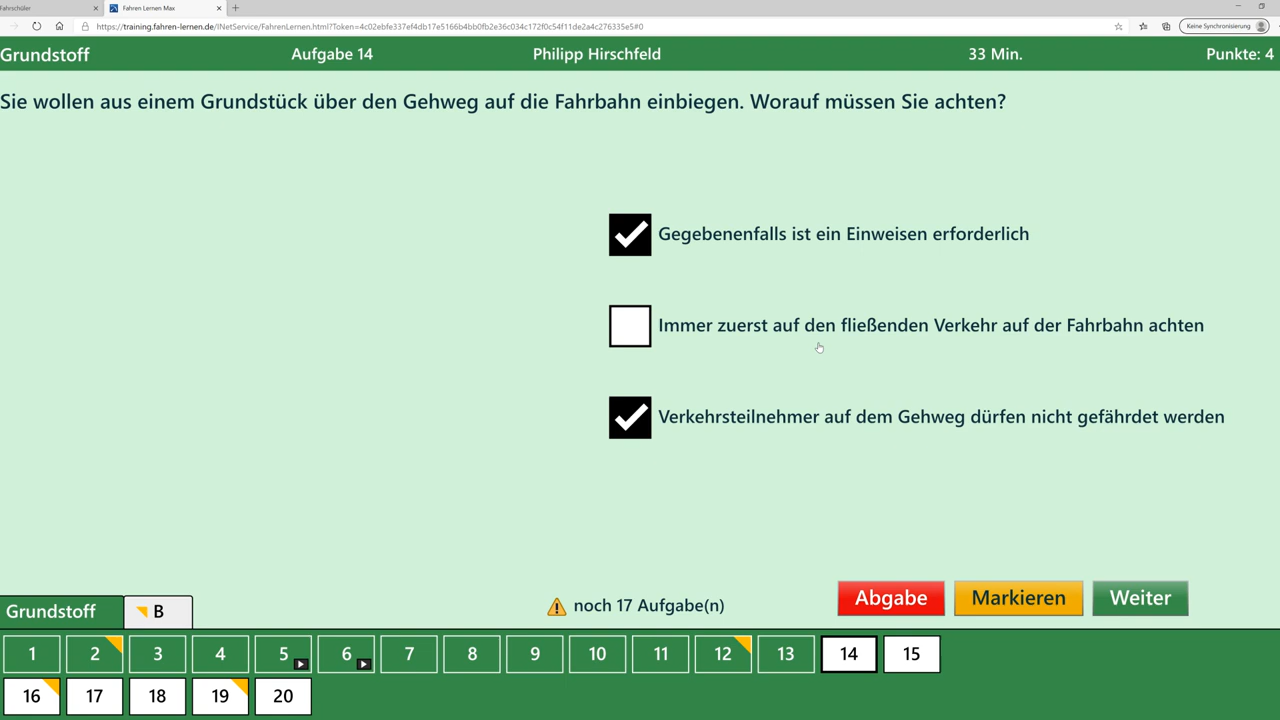 Fahrschüler
Fahren Lernen Max
https://training.fahren-lernen.de/INetService/FahrenLernen.html?Token=4c02ebfe337ef4db17e5166b4bb0fb2e36c034c172f0c54f11de2a4c276335e5#0
Keine Synchronisierung
Grundstoff Aufgabe 14 Philipp Hirschfeld 33 Min. Punkte: 4
Sie wollen aus einem Grundstück über den Gehweg auf die Fahrbahn einbiegen. Worauf müssen Sie achten?
Gegebenenfalls ist ein Einweisen erforderlich
Immer zuerst auf den fließenden Verkehr auf der Fahrbahn achten
Verkehrsteilnehmer auf dem Gehweg dürfen nicht gefährdet werden
Grundstoff B noch 17 Aufgabe(n) Abgabe Markieren Weiter
1 2 3 4 5 6 7 8 9 10 11 12 13 14 15
16 17 18 19 20